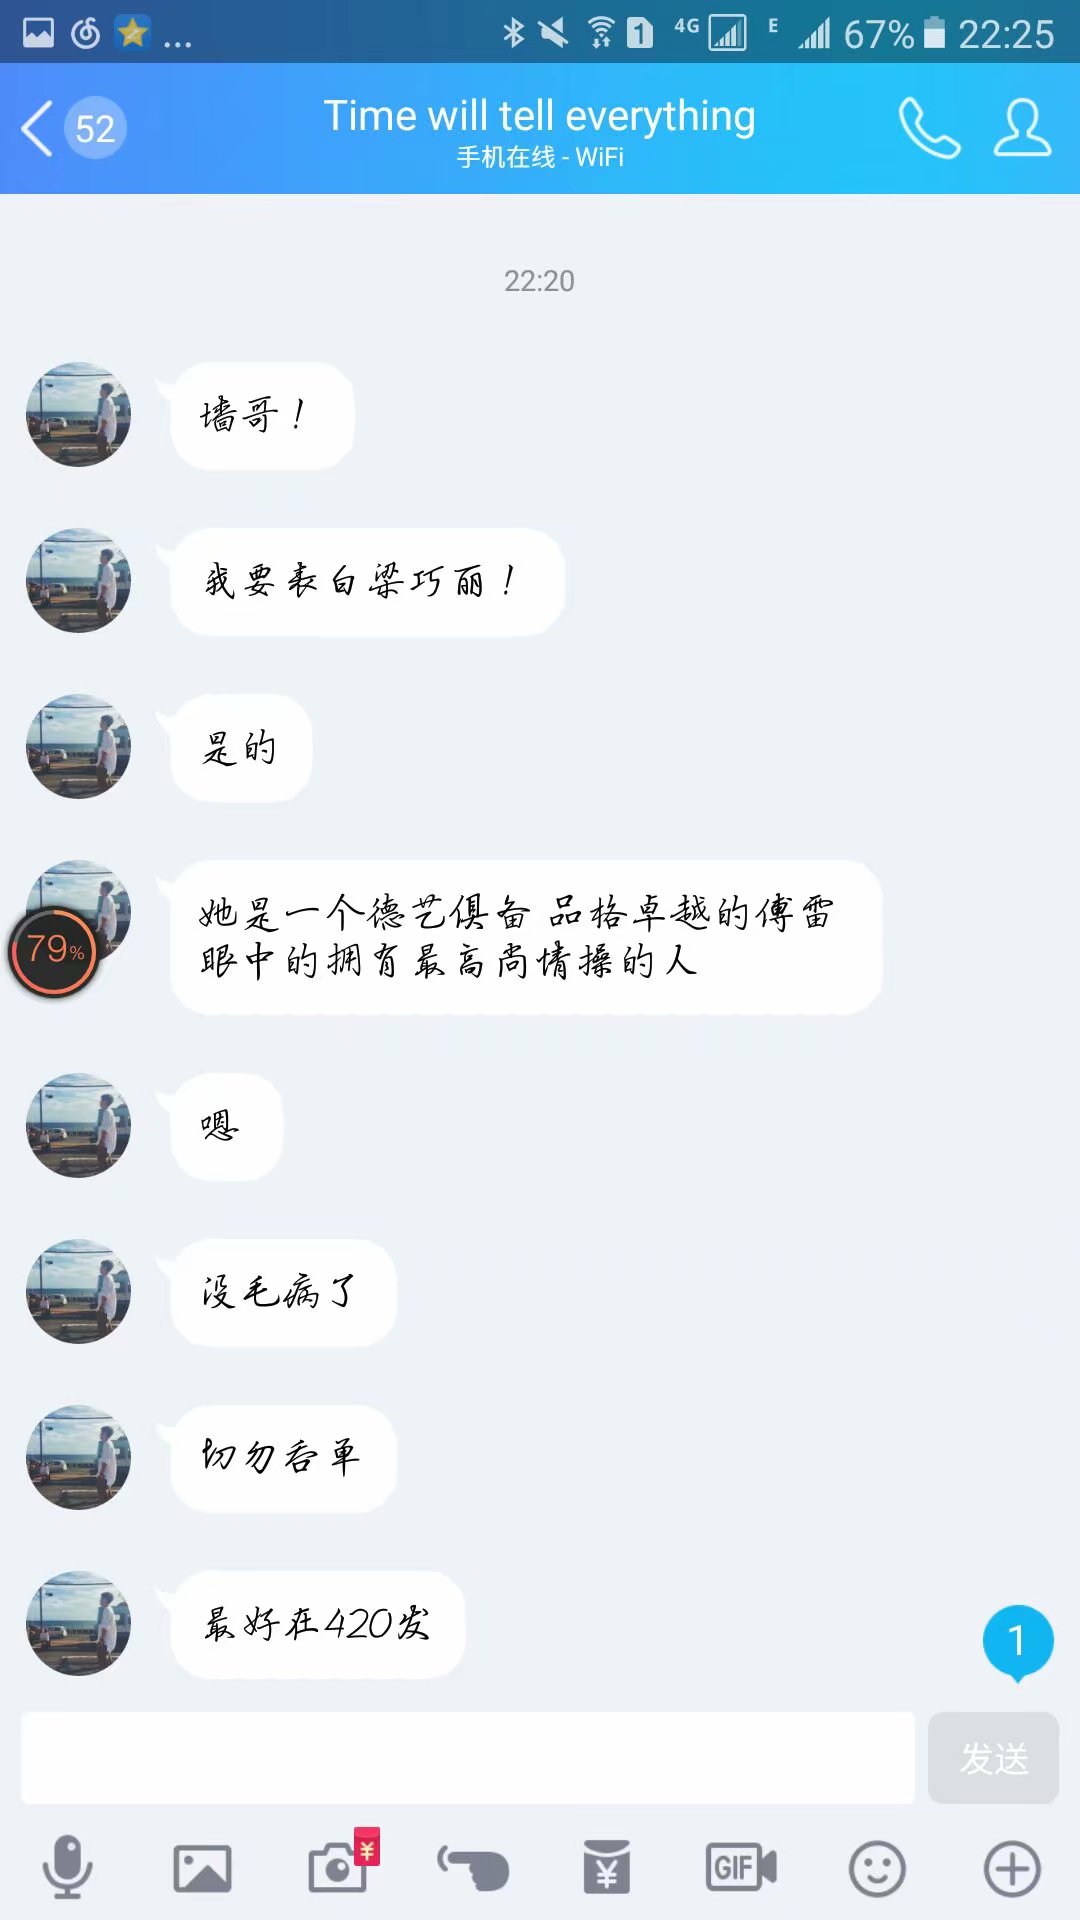 4G E 67% 22:25
52
Time will tell everything
手机在线 - WiFi
22:20
墙哥！
我要表白梁巧丽！
是的
她是一个德艺俱备 品格卓越的傅雷
眼中的拥有最高尚情操的人
79%
嗯
没毛病了
切勿吞单
最好在420发
1
发送
GIF